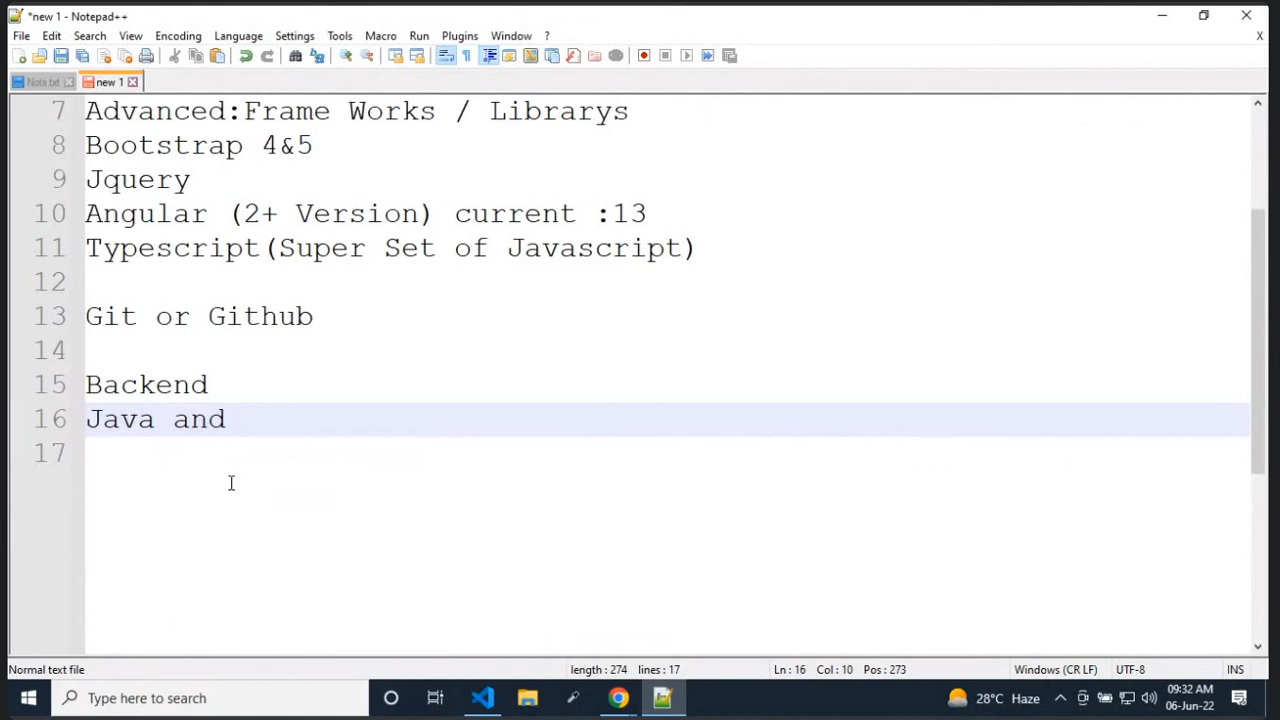 *new 1 - Notepad++
File Edit Search View Encoding Language Settings Tools Macro Run Plugins Window ? X
Nots.txt new 1
7 Advanced:Frame Works / Librarys
8 Bootstrap 4&5
9 Jquery
10 Angular (2+ Version) current :13
11 Typescript(Super Set of Javascript)
12
13 Git or Github
14
15 Backend
16 Java and
17
Normal text file length : 274 lines : 17 Ln : 16 Col : 10 Pos : 273 Windows (CR LF) UTF-8 INS
Type here to search 28°C Haze 09:32 AM
06-Jun-22